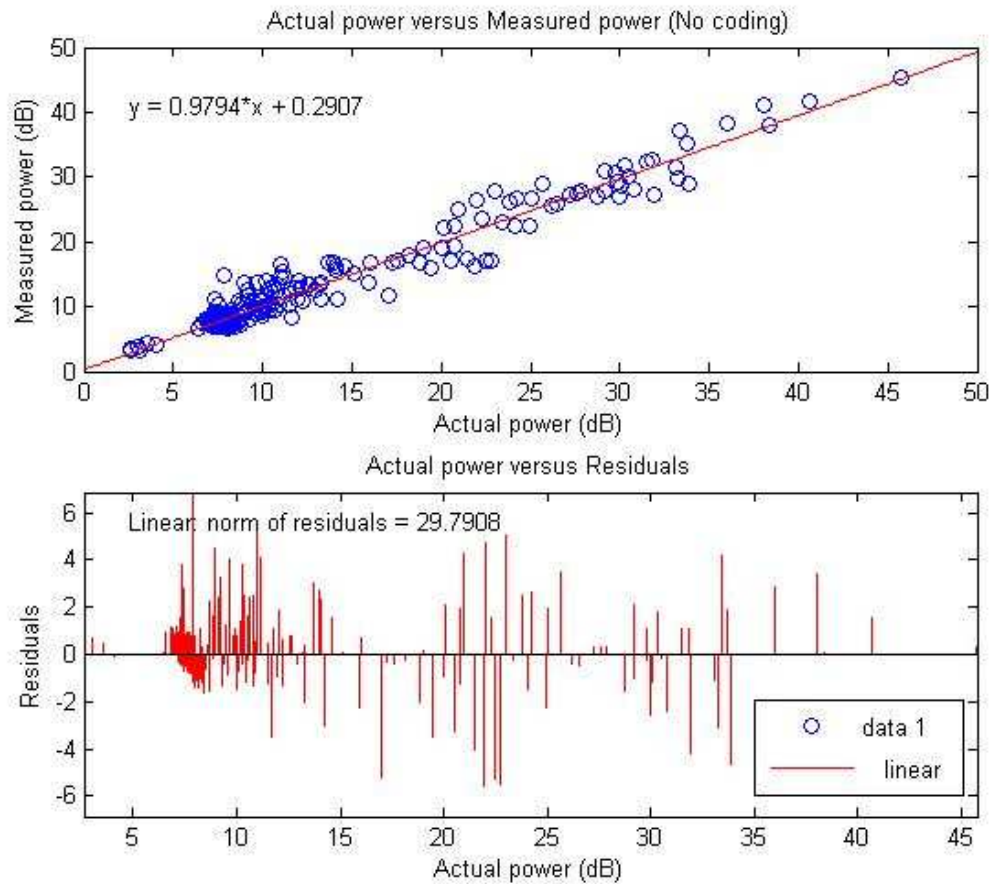 Actual power versus Measured power (No coding)
50
40
30
20
10
0
Measured power (dB)
y = 0.9794*x + 0.2907
0 5 10 15 20 25 30 35 40 45 50
Actual power (dB)
Actual power versus Residuals
6
4
2
0
-2
-4
-6
Residuals
Linear: norm of residuals = 29.7908
data 1
linear
5 10 15 20 25 30 35 40 45
Actual power (dB)